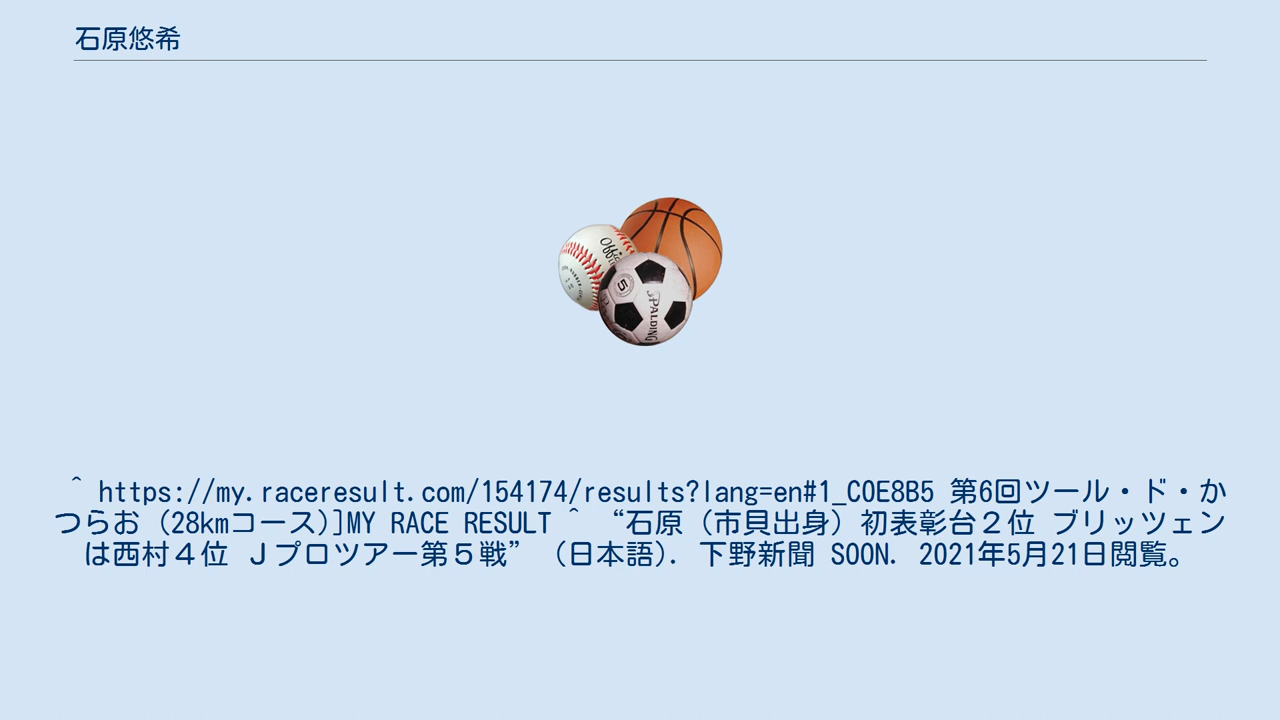 石原悠希
Offic
5
SPALDING
^ https://my.raceresult.com/154174/results?lang=en#1_C0E8B5 第6回ツール・ド・か
つらお（28kmコース)]MY RACE RESULT ^ “石原（市貝出身）初表彰台２位 ブリッツェン
は西村４位 Ｊプロツアー第５戦” （日本語). 下野新聞 SOON. 2021年5月21日閲覧。